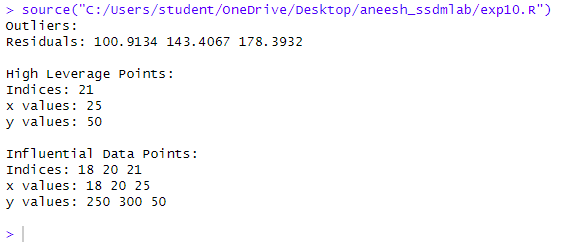 > source("C:/Users/student/OneDrive/Desktop/aneesh_ssdmlab/exp10.R")
Outliers:
Residuals: 100.9134 143.4067 178.3932
High Leverage Points:
Indices: 21
x values: 25
y values: 50
Influential Data Points:
Indices: 18 20 21
x values: 18 20 25
y values: 250 300 50
>